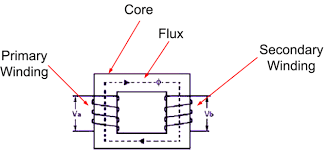 Core
Flux
Primary
Winding
Secondary
Winding
Va
Vb